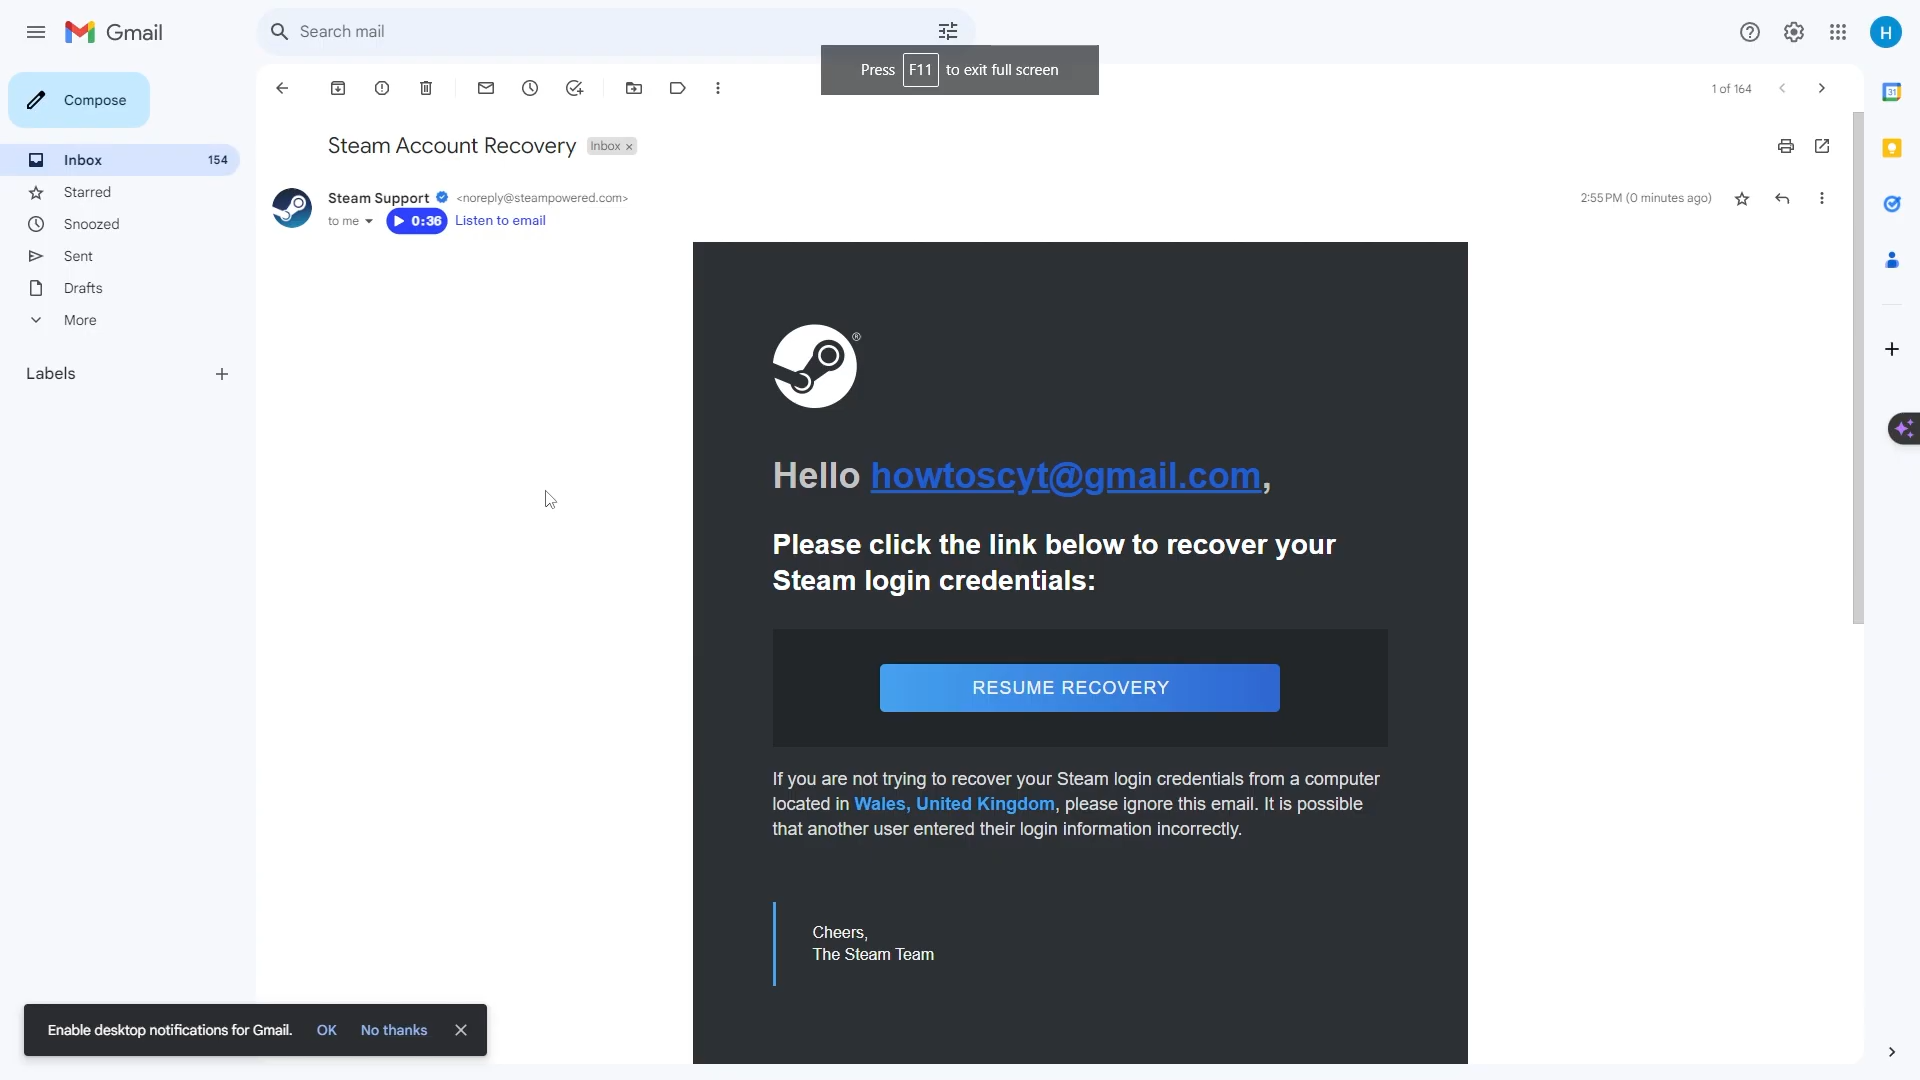 Gmail
Search mail
Press F11 to exit full screen
H
Compose
1 of 164
31
Inbox 154
Steam Account Recovery Inbox ×
Starred
Steam Support <noreply@steampowered.com>
2:55 PM (0 minutes ago)
to me 0:36 Listen to email
Snoozed
Sent
Drafts
More
Labels
®
Hello howtoscyt@gmail.com,
Please click the link below to recover your
Steam login credentials:
RESUME RECOVERY
If you are not trying to recover your Steam login credentials from a computer
located in Wales, United Kingdom, please ignore this email. It is possible
that another user entered their login information incorrectly.
Cheers,
The Steam Team
Enable desktop notifications for Gmail. OK No thanks